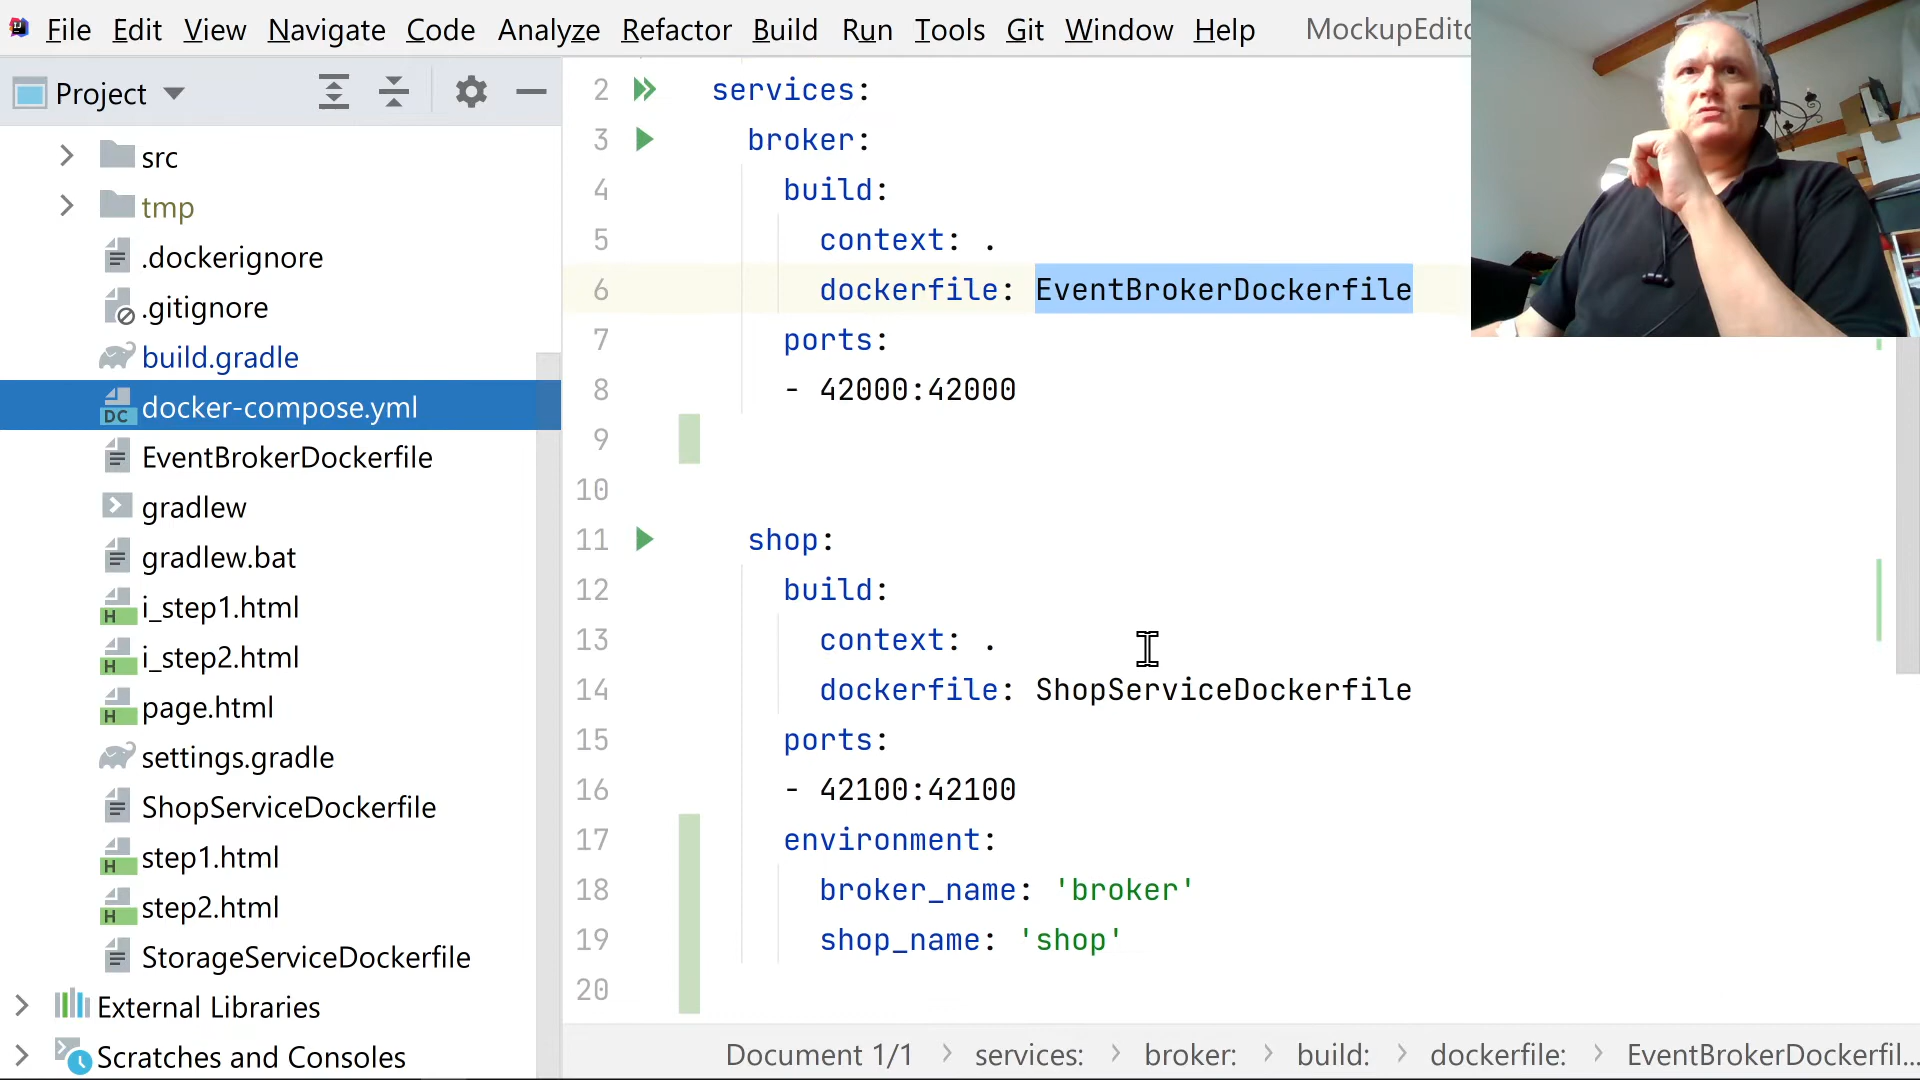 File Edit View Navigate Code Analyze Refactor Build Run Tools Git Window Help MockupEdit
Project
src
tmp
.dockerignore
.gitignore
build.gradle
DC docker-compose.yml
EventBrokerDockerfile
gradlew
gradlew.bat
H i_step1.html
H i_step2.html
H page.html
settings.gradle
ShopServiceDockerfile
H step1.html
H step2.html
StorageServiceDockerfile
External Libraries
Scratches and Consoles
2 services:
3 broker:
4 build:
5 context: .
6 dockerfile: EventBrokerDockerfile
7 ports:
8 - 42000:42000
9
10
11 shop:
12 build:
13 context: .
14 dockerfile: ShopServiceDockerfile
15 ports:
16 - 42100:42100
17 environment:
18 broker_name: 'broker'
19 shop_name: 'shop'
20
Document 1/1 › services: › broker: › build: › dockerfile: › EventBrokerDockerfil...